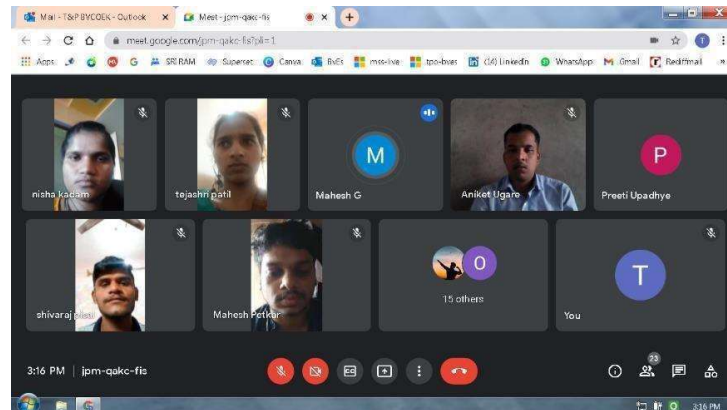 Mail - T&P BVCOEK - Outlook
Meet - jpm-qakc-fis
meet.google.com/jpm-qakc-fis?pli=1
Apps
G
SRI RAM
Superset
Canva
BvEs
mss-live
tpo-bves
(14) LinkedIn
WhatsApp
Gmail
Rediffmail
»
T
nisha kadam
tejashri patil
M
Mahesh G
Aniket Ugare
P
Preeti Upadhye
shivaraj
Mahesh Petkar
O
15 others
T
You
3:16 PM | jpm-qakc-fis
CC
23
3:16 PM